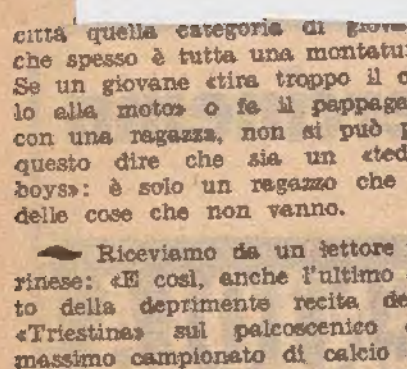 città quella categoria di giova
che spesso è tutta una montatu
Se un giovane «tira troppo il c
lo alla moto» o fa il pappaga
con una ragazza, non si può p
questo dire che sia un «ted
boys»: è solo un ragazzo che
delle cose che non vanno.
Riceviamo da un lettore
rinese: «E così, anche l'ultimo
to della deprimente recita de
«Triestina» sul palcoscenico
massimo campionato di calcio